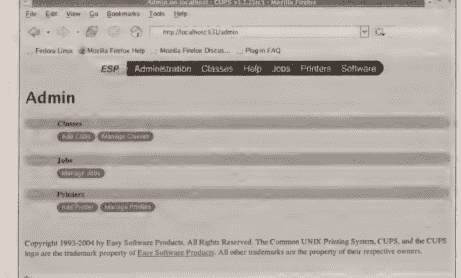 Admin on localhost - CUPS v1.1.22rc1 - Mozilla Firefox
File Edit View Go Bookmarks Tools Help
http://localhost:631/admin
Fedora Linux Mozilla Firefox Help Mozilla Firefox Discus... Plug-in FAQ
ESP Administration Classes Help Jobs Printers Software
Admin
Classes
Add Class Manage Classes
Jobs
Manage Jobs
Printers
Add Printer Manage Printers
Copyright 1993-2004 by Easy Software Products, All Rights Reserved. The Common UNIX Printing System, CUPS, and the CUPS
logo are the trademark property of Easy Software Products. All other trademarks are the property of their respective owners.